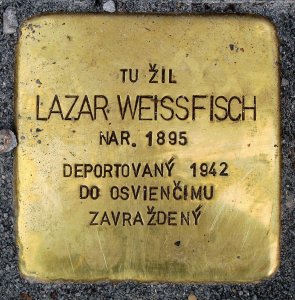 TU ŽIL
LAZAR WEISSFISCH
NAR. 1895
DEPORTOVANÝ 1942
DO OSVIENČIMU
ZAVRAŽDENÝ